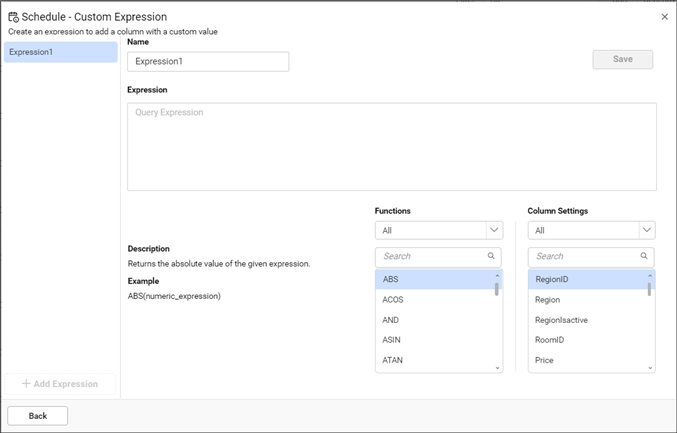 Schedule - Custom Expression
Create an expression to add a column with a custom value
Expression1
Name
Expression1
Save
Expression
Query Expression
Functions
Column Settings
All
All
Description
Search
Search
Returns the absolute value of the given expression.
Example
ABS(numeric_expression)
ABS
ACOS
AND
ASIN
ATAN
RegionID
Region
RegionIsactive
RoomID
Price
+ Add Expression
Back